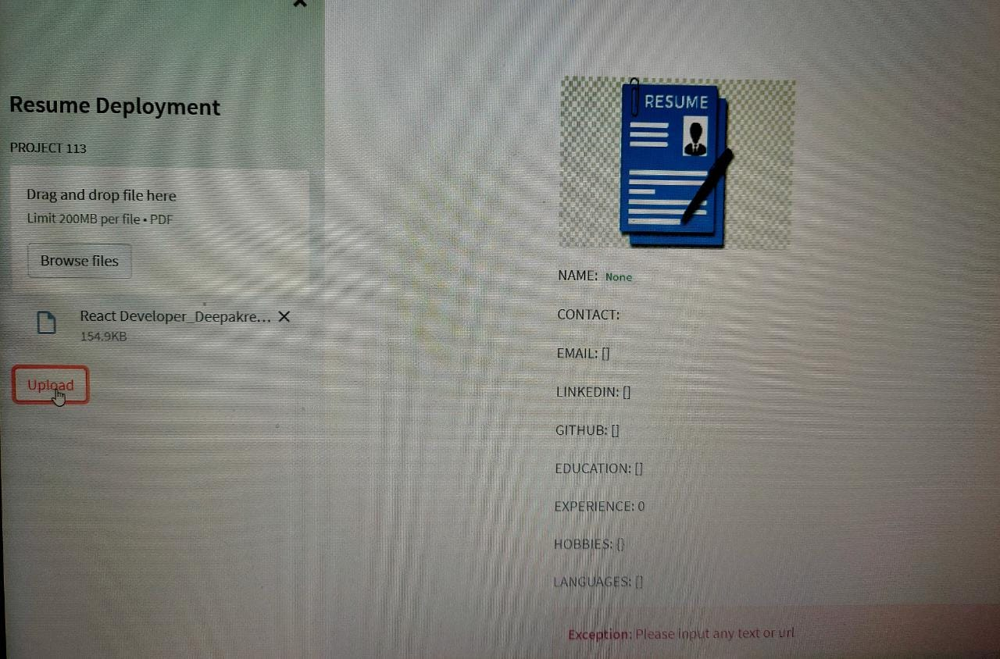 Resume Deployment
PROJECT 113
Drag and drop file here
Limit 200MB per file • PDF
Browse files
React Developer_Deepakre...
154.9KB
Upload
RESUME
NAME: None
CONTACT:
EMAIL: []
LINKEDIN: []
GITHUB: []
EDUCATION: []
EXPERIENCE: 0
HOBBIES: {}
LANGUAGES: []
Exception: Please input any text or url